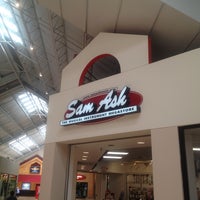 Sam Ash
THE MUSICAL INSTRUMENT MEGASTORE